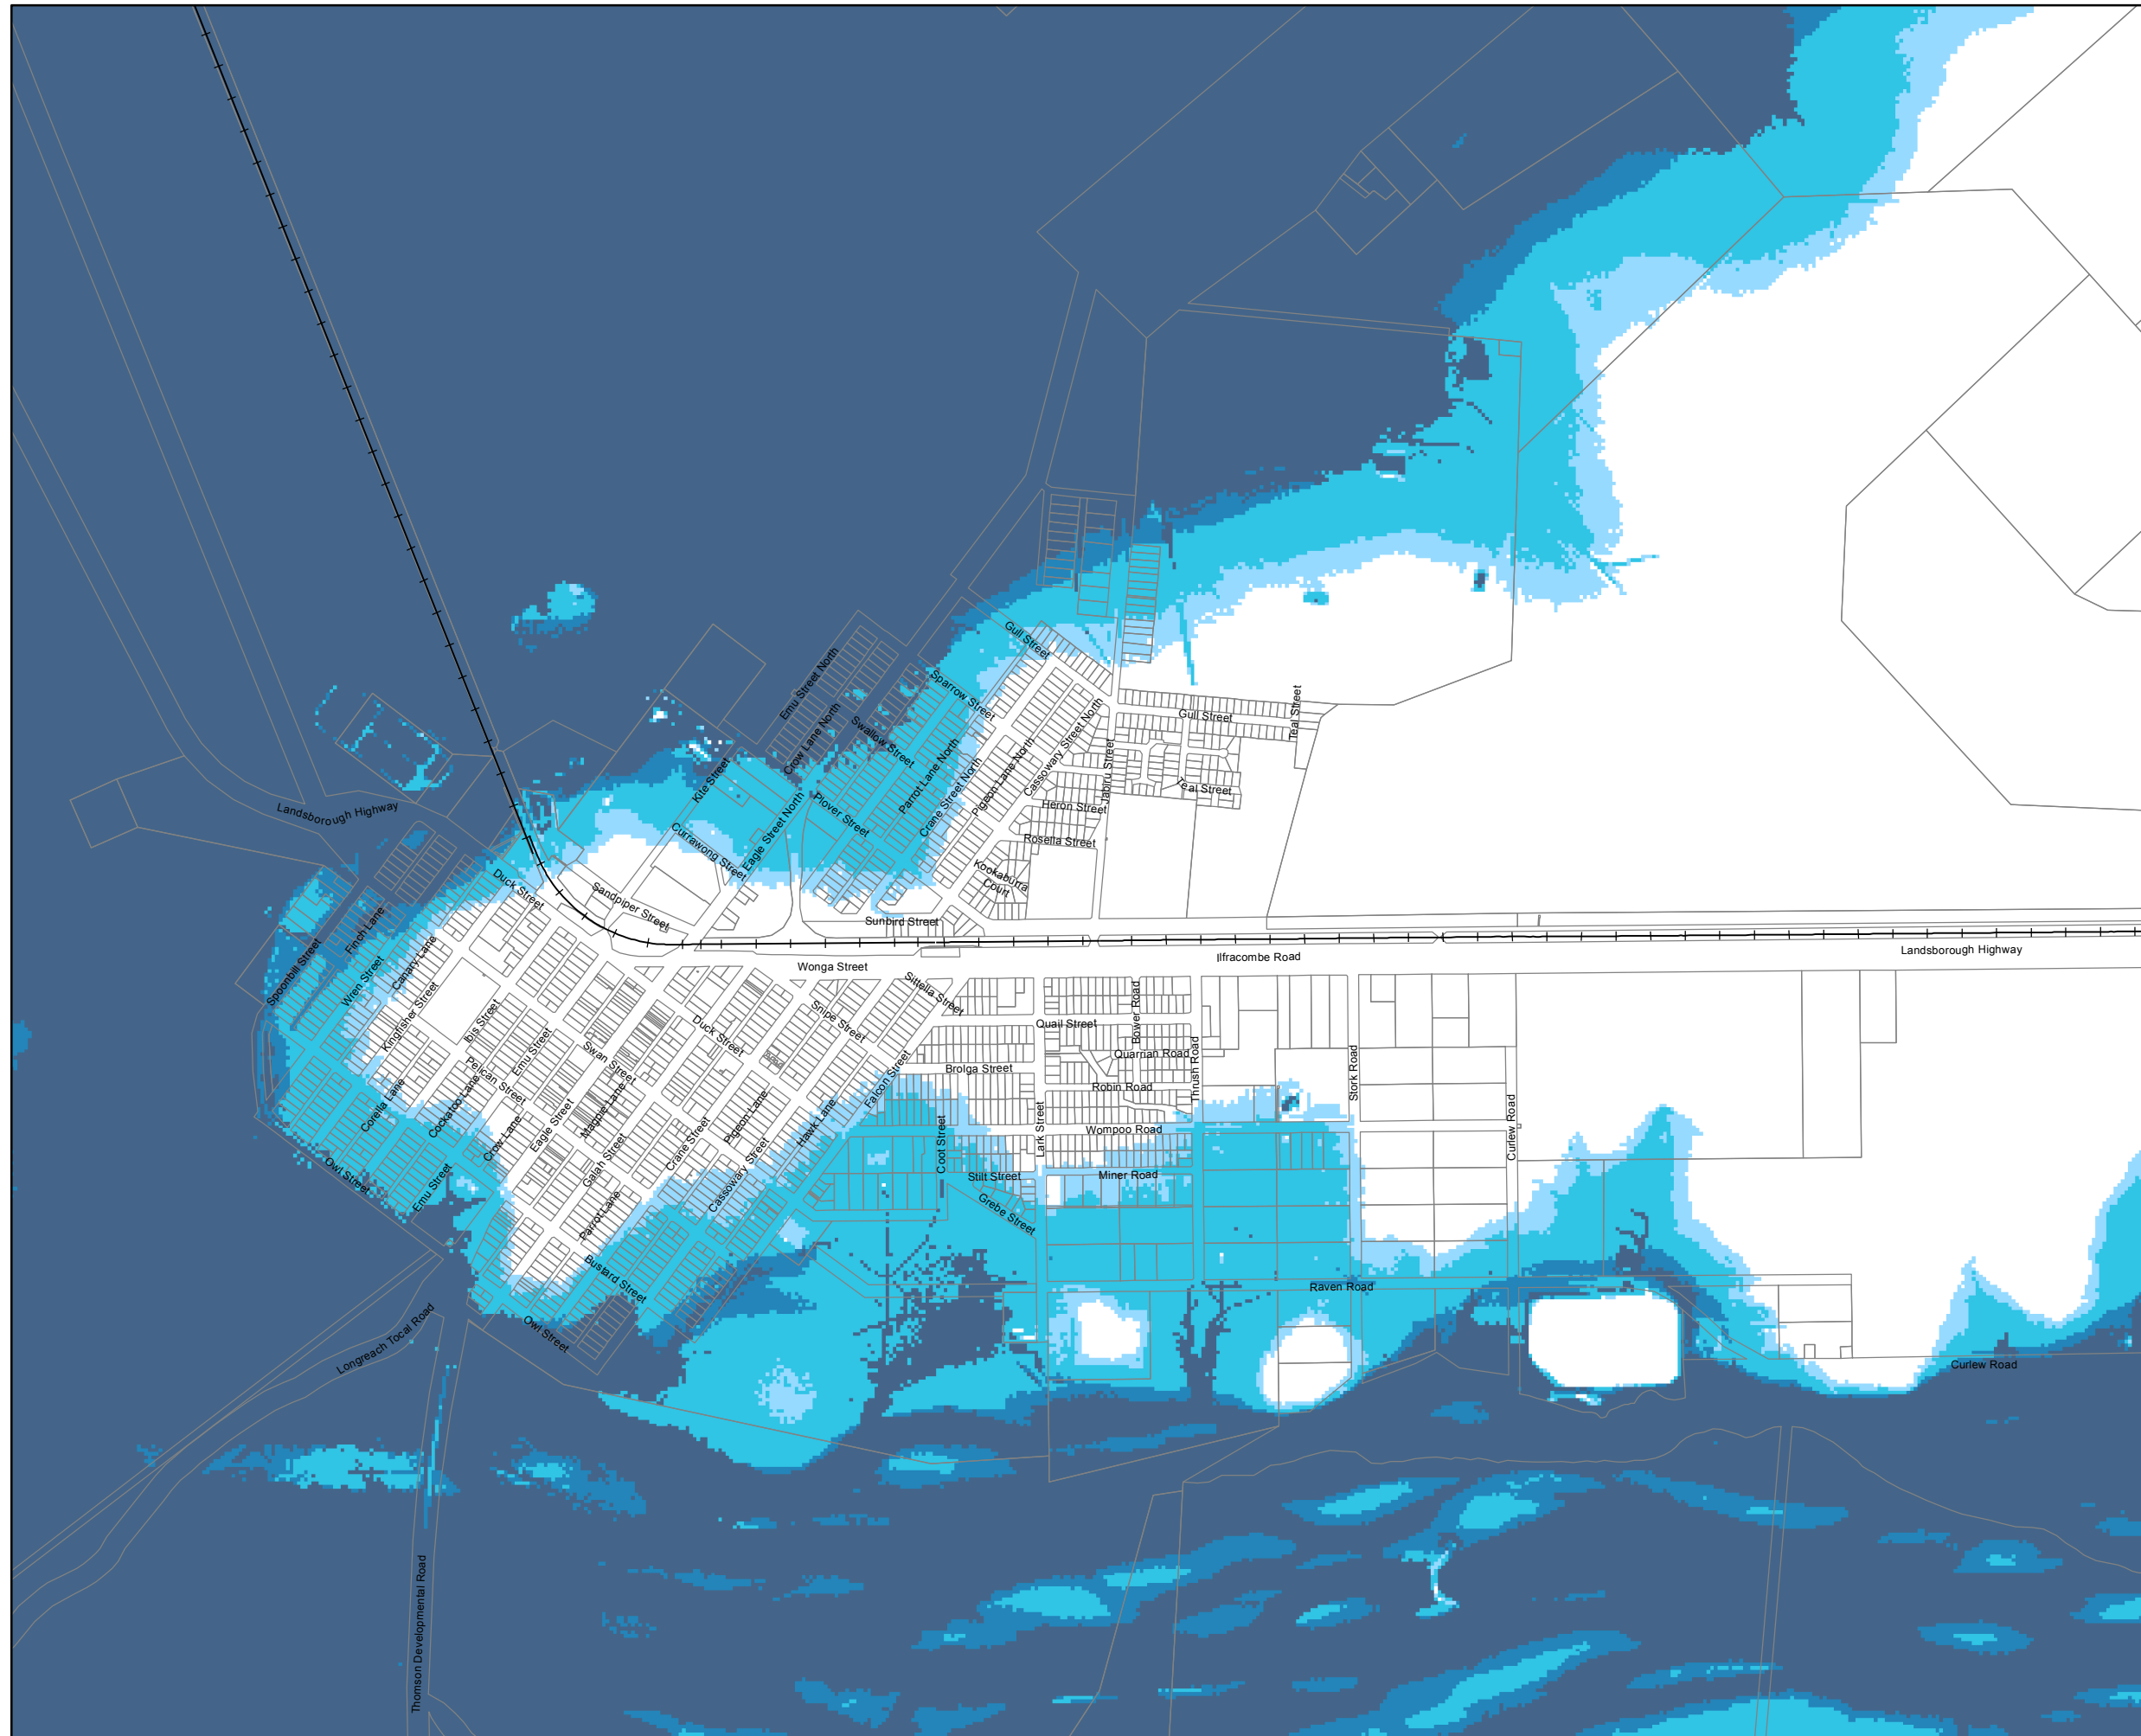 Gull Street
Emu Street North
Sparrow Street
Crow Lane North
Swallow Street
Gull Street
Teal Street
Cassowary Street North
Parrot Lane North
Pigeon Lane North
Jabiru Street
Kite Street
Crane Street North
Teal Street
Landsborough Highway
Plover Street
Heron Street
Eagle Street North
Currawong Street
Rosella Street
Kookaburra
Court
Duck Street
Sandpiper Street
Sunbird Street
Finch Lane
Canary Lane
Spoonbill Street
Wren Street
Landsborough Highway
Ilfracombe Road
Wonga Street
Sittella Street
Kingfisher Street
Ibis Street
Snipe Street
Quail Street
Bower Road
Duck Street
Emu Street
Swan Street
Quarrian Road
Pelican Street
Brolga Street
Thrush Road
Stork Road
Falcon Street
Robin Road
Corella Lane
Cockatoo Lane
Magpie Lane
Pigeon Lane
Hawk Lane
Crow Lane
Eagle Street
Crane Street
Coot Street
Lark Street
Wompoo Road
Curlew Road
Galah Street
Owl Street
Emu Street
Cassowary Street
Stilt Street
Miner Road
Parrot Lane
Grebe Street
Bustard Street
Raven Road
Owl Street
Longreach Tocal Road
Curlew Road
Thomson Developmental Road